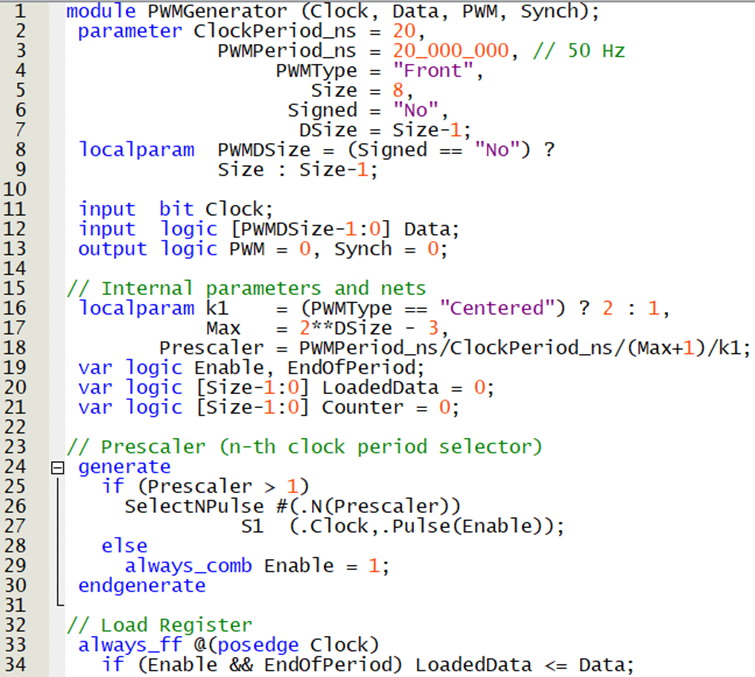 1 module PWMGenerator (Clock, Data, PWM, Synch);
2 parameter ClockPeriod_ns = 20,
3 PWMPeriod_ns = 20_000_000, // 50 Hz
4 PWMType = "Front",
5 Size = 8,
6 Signed = "No",
7 DSize = Size-1;
8 localparam PWMDSize = (Signed == "No") ?
9 Size : Size-1;
10
11 input bit Clock;
12 input logic [PWMDSize-1:0] Data;
13 output logic PWM = 0, Synch = 0;
14
15 // Internal parameters and nets
16 localparam k1 = (PWMType == "Centered") ? 2 : 1,
17 Max = 2**DSize - 3,
18 Prescaler = PWMPeriod_ns/ClockPeriod_ns/(Max+1)/k1;
19 var logic Enable, EndOfPeriod;
20 var logic [Size-1:0] LoadedData = 0;
21 var logic [Size-1:0] Counter = 0;
22
23 // Prescaler (n-th clock period selector)
24 generate
25 if (Prescaler > 1)
26 SelectNPulse #(.N(Prescaler))
27 S1 (.Clock,.Pulse(Enable));
28 else
29 always_comb Enable = 1;
30 endgenerate
31
32 // Load Register
33 always_ff @(posedge Clock)
34 if (Enable && EndOfPeriod) LoadedData <= Data;